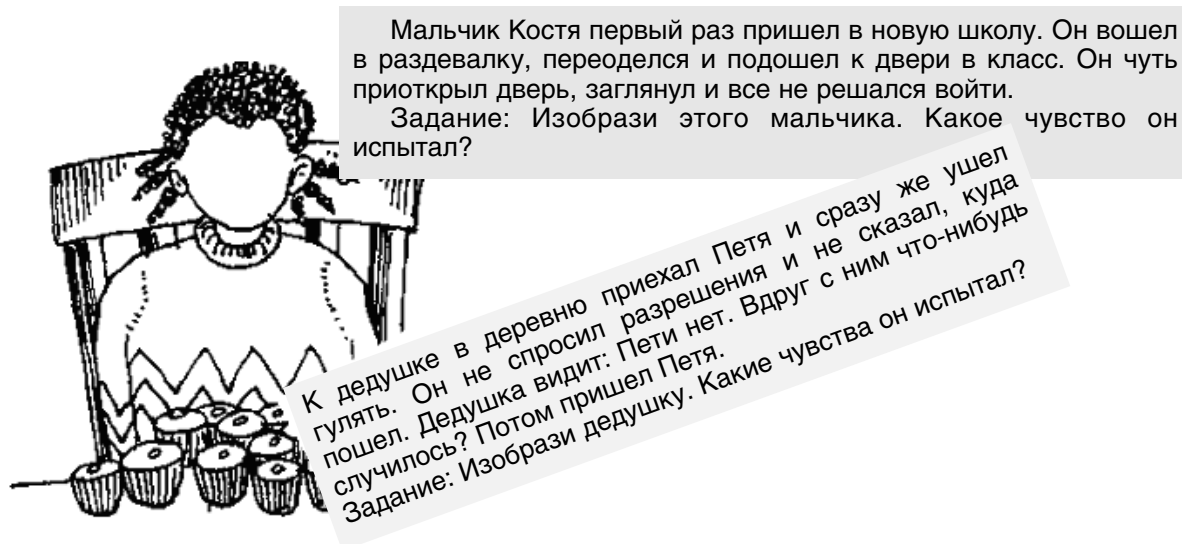 Мальчик Костя первый раз пришел в новую школу. Он вошел
в раздевалку, переоделся и подошел к двери в класс. Он чуть
приоткрыл дверь, заглянул и все не решался войти.
Задание: Изобрази этого мальчика. Какое чувство он
испытал?
К дедушке в деревню приехал Петя и сразу же ушел
гулять. Он не спросил разрешения и не сказал, куда
пошел. Дедушка видит: Пети нет. Вдруг с ним что-нибудь
случилось? Потом пришел Петя.
Задание: Изобрази дедушку. Какие чувства он испытал?